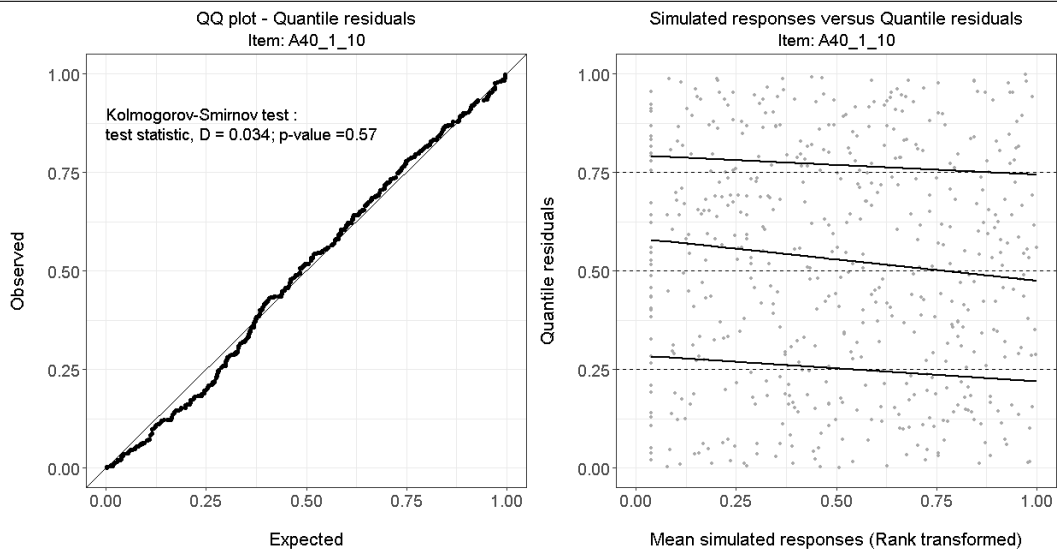 QQ plot - Quantile residuals
Item: A40_1_10
Kolmogorov-Smirnov test :
test statistic, D = 0.034; p-value =0.57
1.00
0.75
0.50
0.25
0.00
Observed
0.00 0.25 0.50 0.75 1.00
Expected
Simulated responses versus Quantile residuals
Item: A40_1_10
1.00
0.75
0.50
0.25
0.00
Quantile residuals
0.00 0.25 0.50 0.75 1.00
Mean simulated responses (Rank transformed)